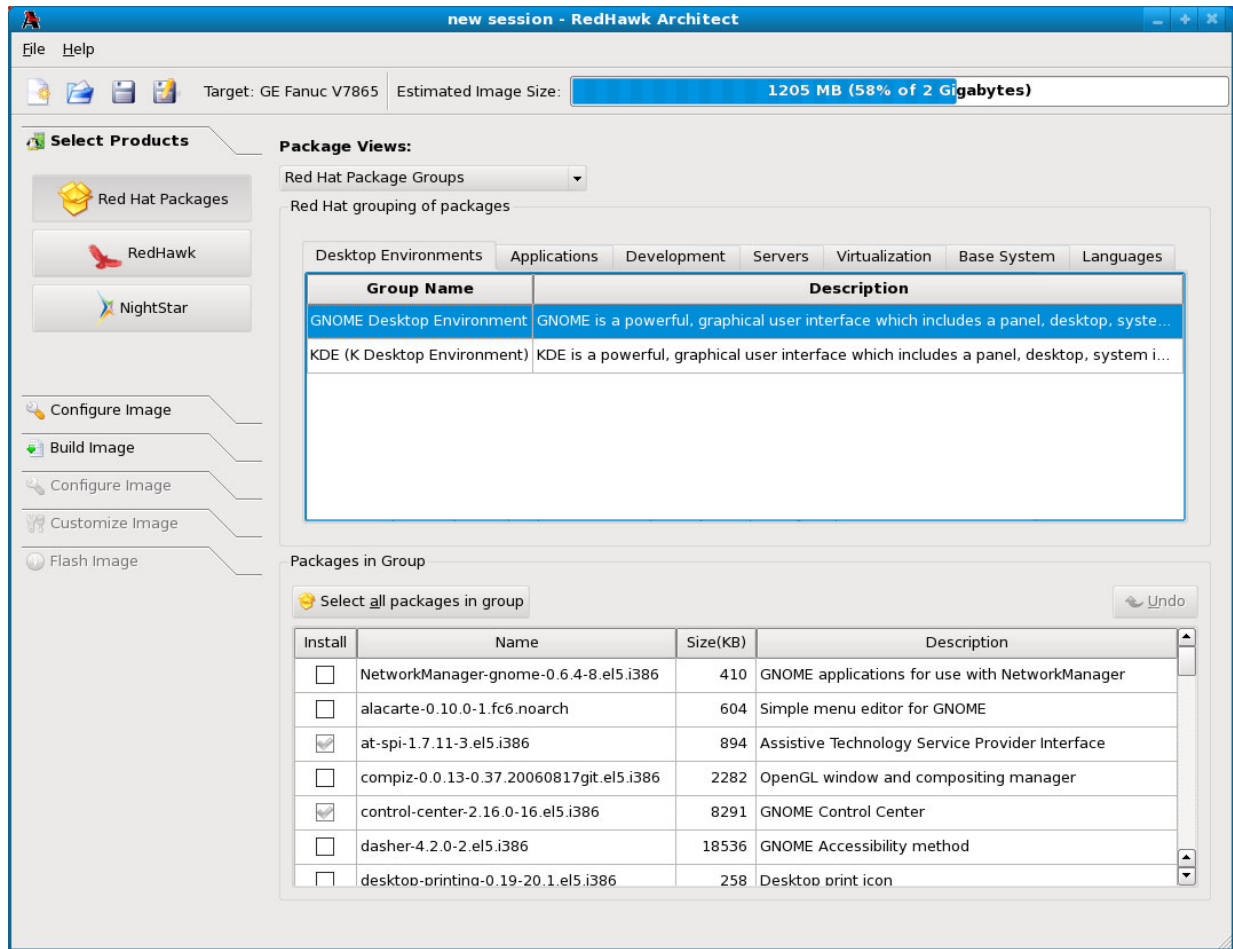 new session - RedHawk Architect
File Help
Target: GE Fanuc V7865 Estimated Image Size: 1205 MB (58% of 2 Gigabytes)
Select Products
Red Hat Packages
RedHawk
NightStar
Configure Image
Build Image
Configure Image
Customize Image
Flash Image
Package Views:
Red Hat Package Groups
Red Hat grouping of packages
Desktop Environments Applications Development Servers Virtualization Base System Languages
Group Name Description
GNOME Desktop Environment GNOME is a powerful, graphical user interface which includes a panel, desktop, syste...
KDE (K Desktop Environment) KDE is a powerful, graphical user interface which includes a panel, desktop, system i...
Packages in Group
Select all packages in group Undo
Install Name Size(KB) Description
NetworkManager-gnome-0.6.4-8.el5.i386 410 GNOME applications for use with NetworkManager
alacarte-0.10.0-1.fc6.noarch 604 Simple menu editor for GNOME
at-spi-1.7.11-3.el5.i386 894 Assistive Technology Service Provider Interface
compiz-0.0.13-0.37.20060817git.el5.i386 2282 OpenGL window and compositing manager
control-center-2.16.0-16.el5.i386 8291 GNOME Control Center
dasher-4.2.0-2.el5.i386 18536 GNOME Accessibility method
desktop-printing-0.19-20.1.el5.i386 258 Desktop print icon